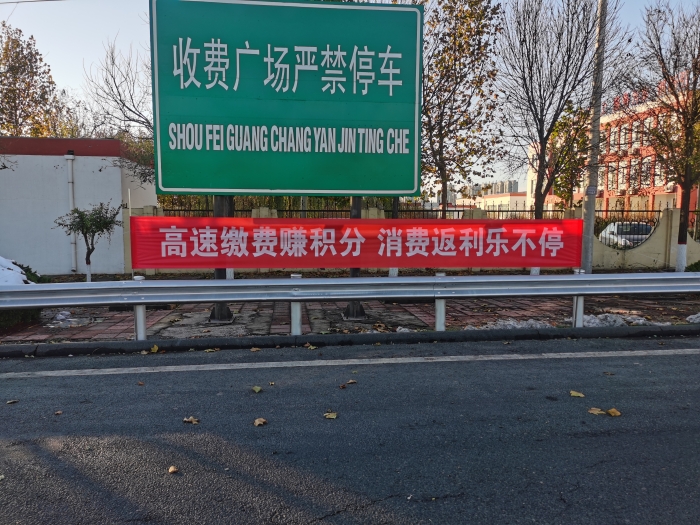 收费广场严禁停车
SHOU FEI GUANG CHANG YAN JIN TING CHE
高速缴费赚积分 消费返利乐不停